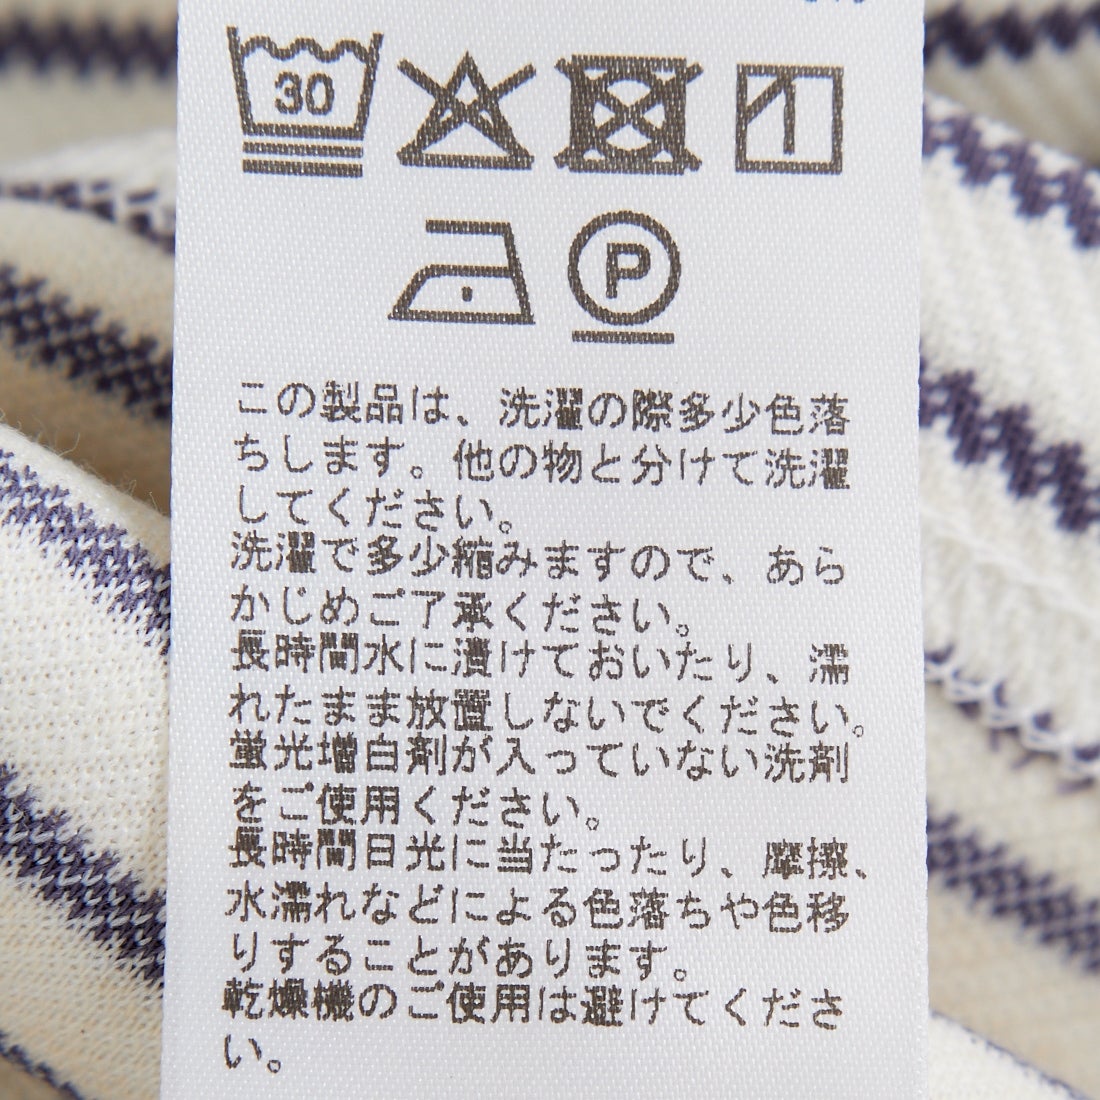 30
P
この製品は、洗濯の際多少色落
ちします。他の物と分けて洗濯
してください。
洗濯で多少縮みますので、あら
かじめご了承ください。
長時間水に漬けておいたり、濡
れたまま放置しないでください。
蛍光増白剤が入っていない洗剤
をご使用ください。
長時間日光に当たったり、摩擦、
水濡れなどによる色落ちや色移
りすることがあります。
乾燥機のご使用は避けてくださ
い。